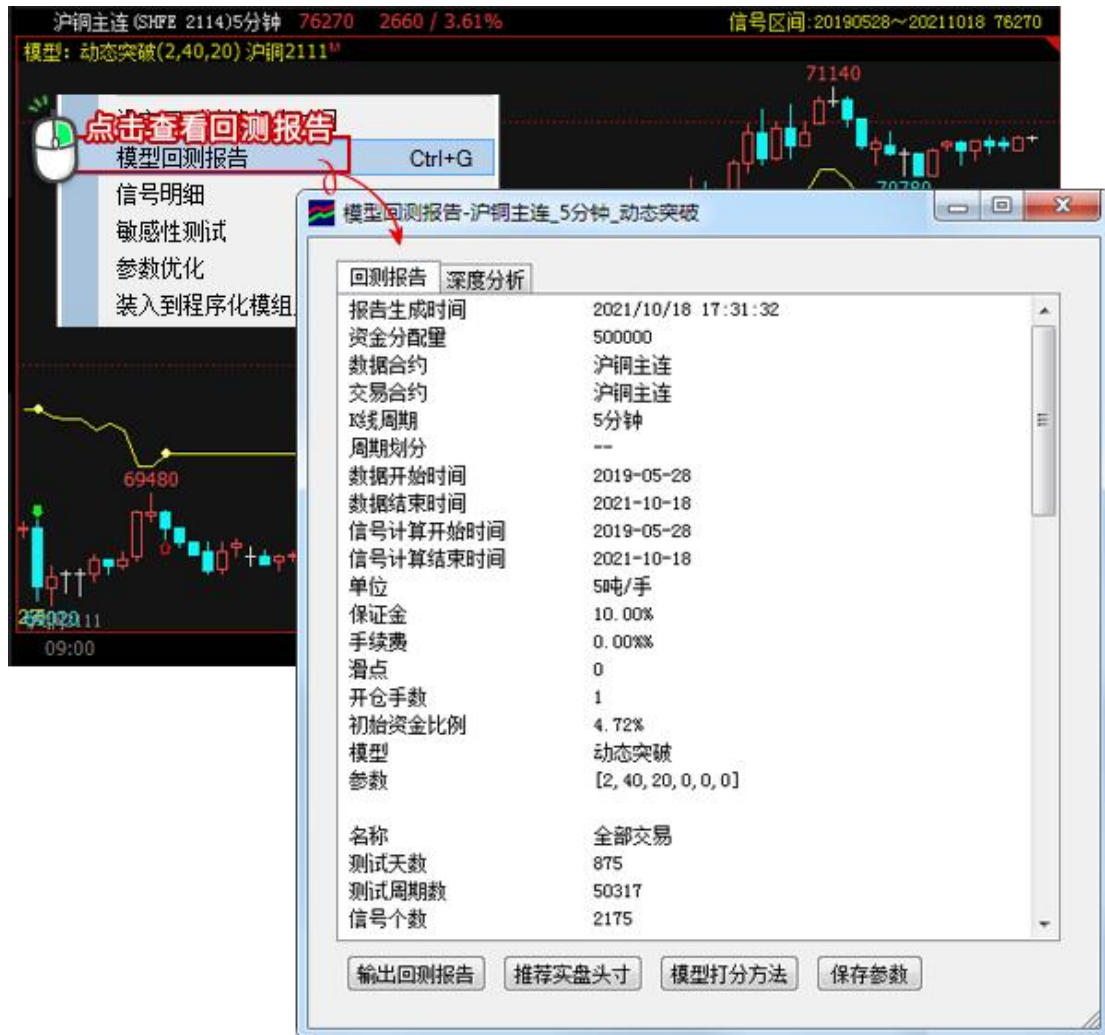 沪铜主连(SHFE 2114)5分钟 76270 2660 / 3.61% 信号区间:20190528~20211018 76270
模型: 动态突破(2,40,20) 沪铜2111M
71140
点击查看回测报告
模型回测报告 Ctrl+G
信号明细
敏感性测试
参数优化
装入到程序化模组
69480
09:00
模型回测报告-沪铜主连_5分钟_动态突破
回测报告 深度分析
报告生成时间 2021/10/18 17:31:32
资金分配量 500000
数据合约 沪铜主连
交易合约 沪铜主连
K线周期 5分钟
周期划分 --
数据开始时间 2019-05-28
数据结束时间 2021-10-18
信号计算开始时间 2019-05-28
信号计算结束时间 2021-10-18
单位 5吨/手
保证金 10.00%
手续费 0.00%%
滑点 0
开仓手数 1
初始资金比例 4.72%
模型 动态突破
参数 [2,40,20,0,0,0]
名称 全部交易
测试天数 875
测试周期数 50317
信号个数 2175
输出回测报告 推荐实盘头寸 模型打分方法 保存参数